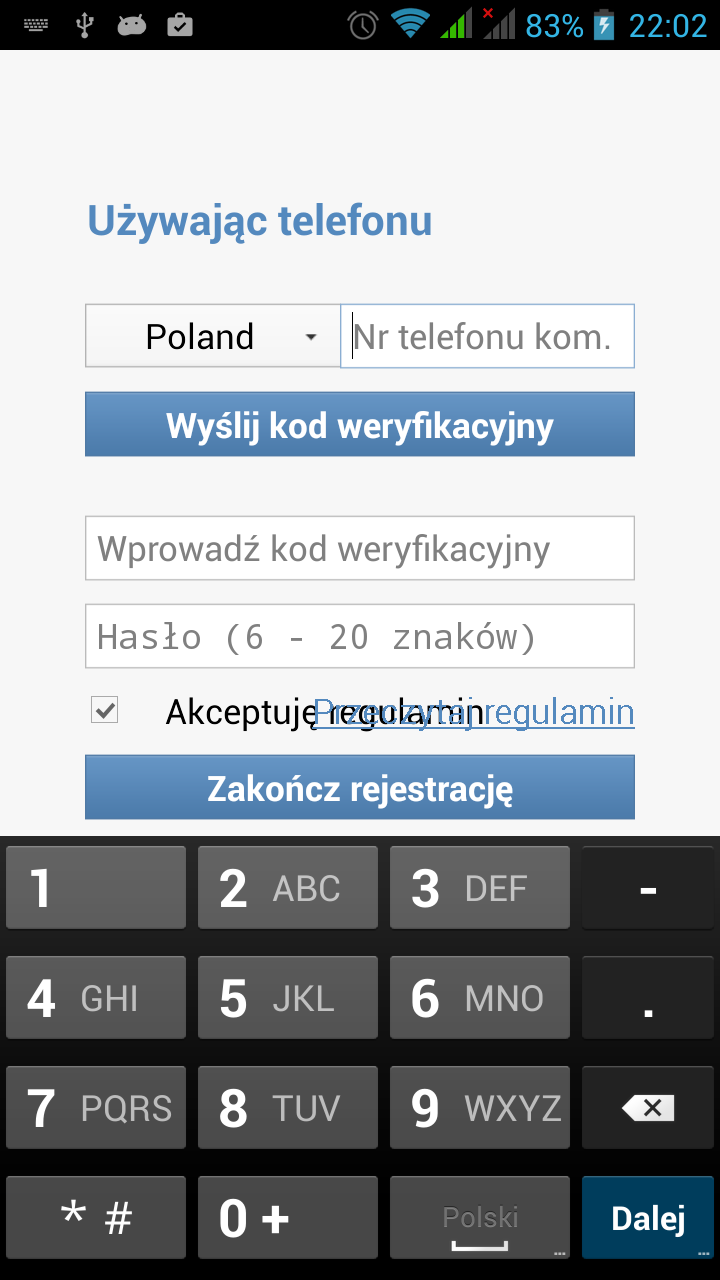 83% 22:02
Używając telefonu
Poland Nr telefonu kom.
Wyślij kod weryfikacyjny
Wprowadź kod weryfikacyjny
Hasło (6 - 20 znaków)
Akceptuję regulamin Przeczytaj regulamin
Zakończ rejestrację
1 2 ABC 3 DEF -
4 GHI 5 JKL 6 MNO .
7 PQRS 8 TUV 9 WXYZ
* # 0 + Polski Dalej